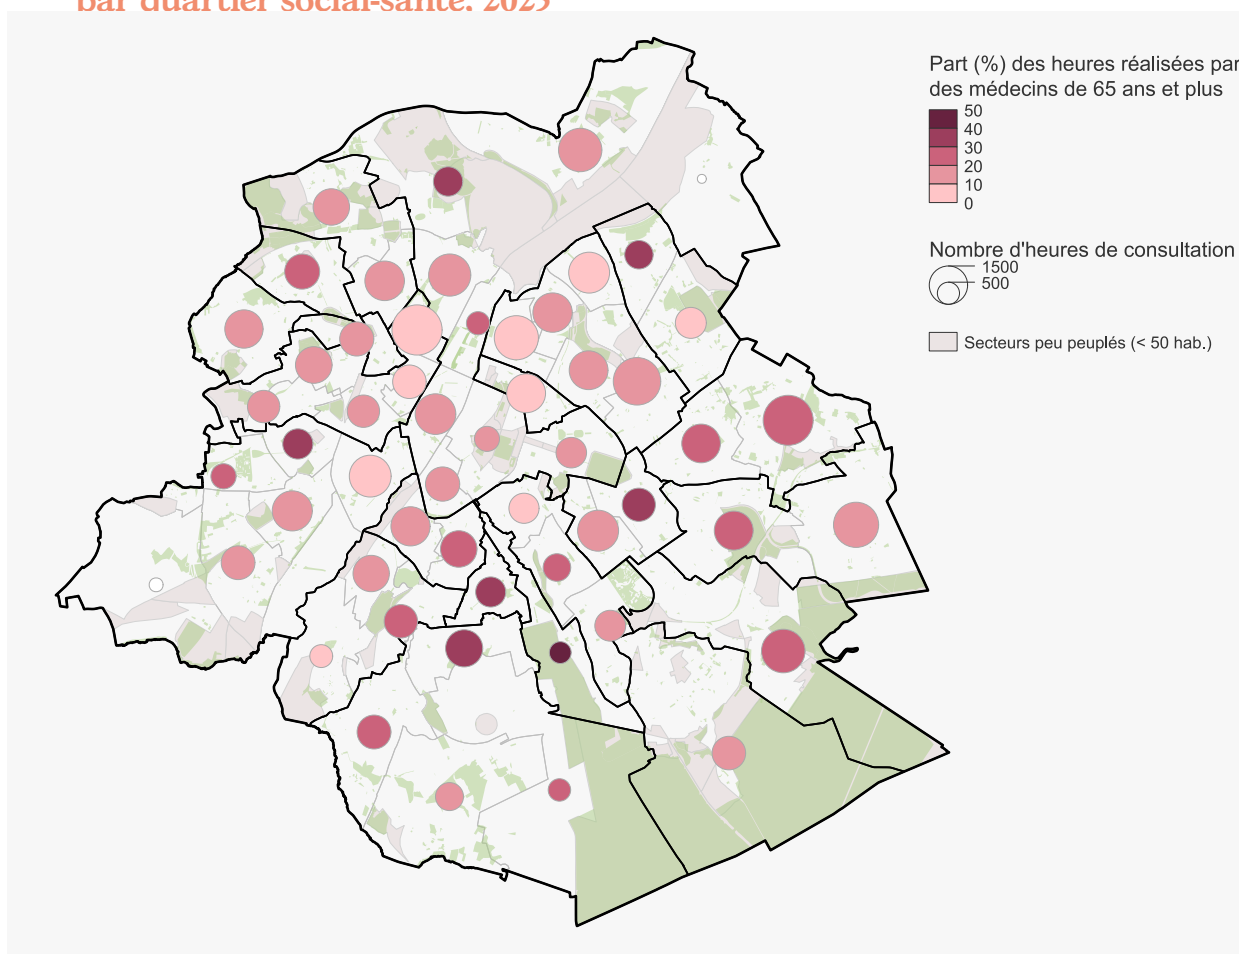 par quartier social-santé, 2025
Part (%) des heures réalisées par
des médecins de 65 ans et plus
50
40
30
20
10
0
Nombre d'heures de consultation
1500
500
Secteurs peu peuplés (< 50 hab.)